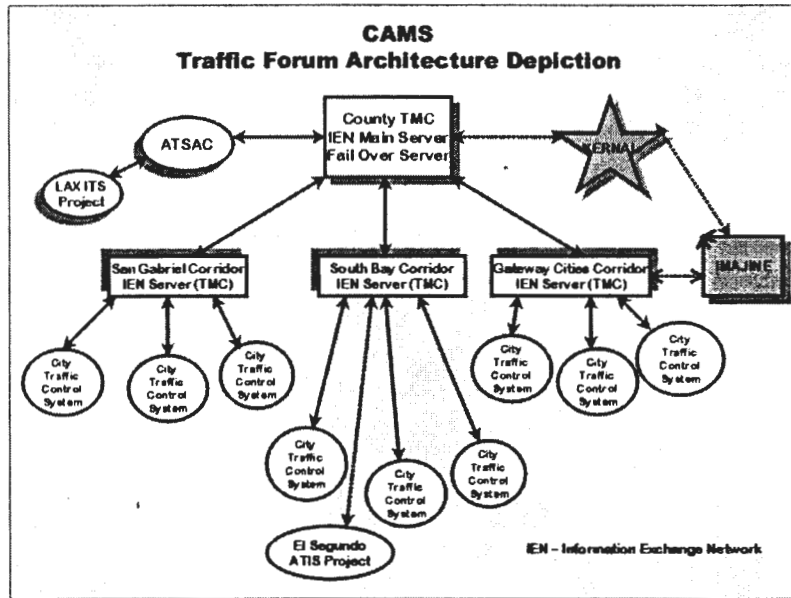 CAMS
Traffic Forum Architecture Depiction
County TMC
IEN Main Server
Fail Over Server
ATSAC
KERNAL
LAX ITS
Project
San Gabriel Corridor
IEN Server (TMC)
South Bay Corridor
IEN Server (TMC)
Gateway Cities Corridor
IEN Server (TMC)
IMAJINE
City
Traffic
Control
System
City
Traffic
Control
System
City
Traffic
Control
System
City
Traffic
Control
System
City
Traffic
Control
System
City
Traffic
Control
System
City
Traffic
Control
System
City
Traffic
Control
System
City
Traffic
Control
System
El Segundo
ATIS Project
IEN - Information Exchange Network